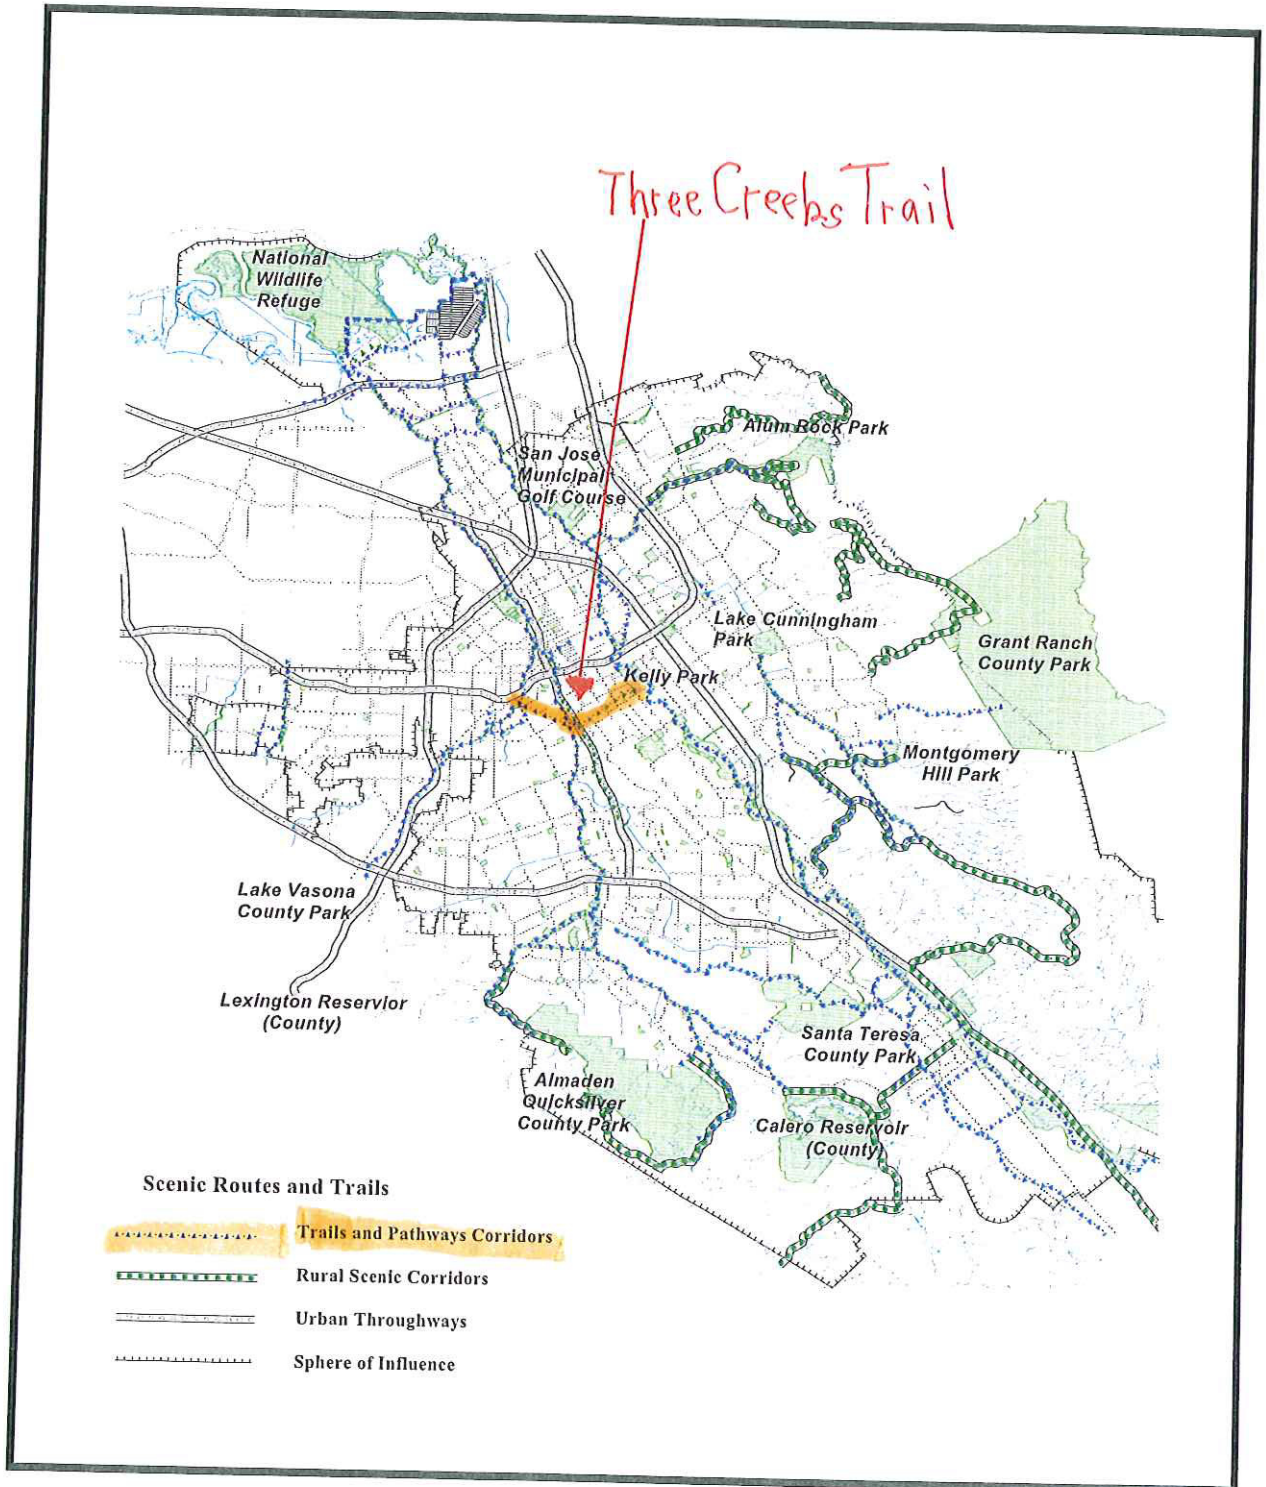 Three Creeks Trail
National
Wildlife
Refuge
Alum Rock Park
San Jose
Municipal
Golf Course
Lake Cunningham
Park
Grant Ranch
County Park
Kelly Park
Montgomery
Hill Park
Lake Vasona
County Park
Lexington Reservior
(County)
Santa Teresa
County Park
Almaden
Quicksilver
County Park
Calero Reservoir
(County)
Scenic Routes and Trails
Trails and Pathways Corridors
Rural Scenic Corridors
Urban Throughways
Sphere of Influence